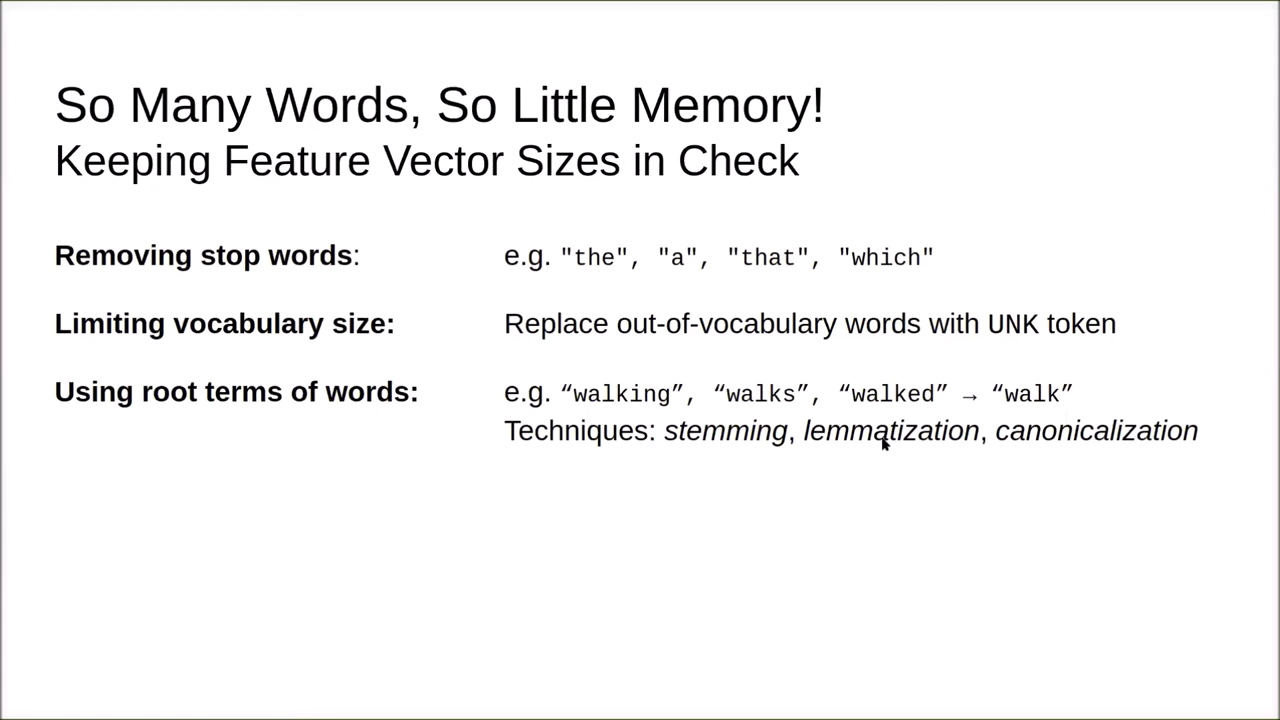 So Many Words, So Little Memory!
Keeping Feature Vector Sizes in Check
Removing stop words: e.g. "the", "a", "that", "which"
Limiting vocabulary size: Replace out-of-vocabulary words with UNK token
Using root terms of words: e.g. “walking”, “walks”, “walked” → “walk”
Techniques: stemming, lemmatization, canonicalization